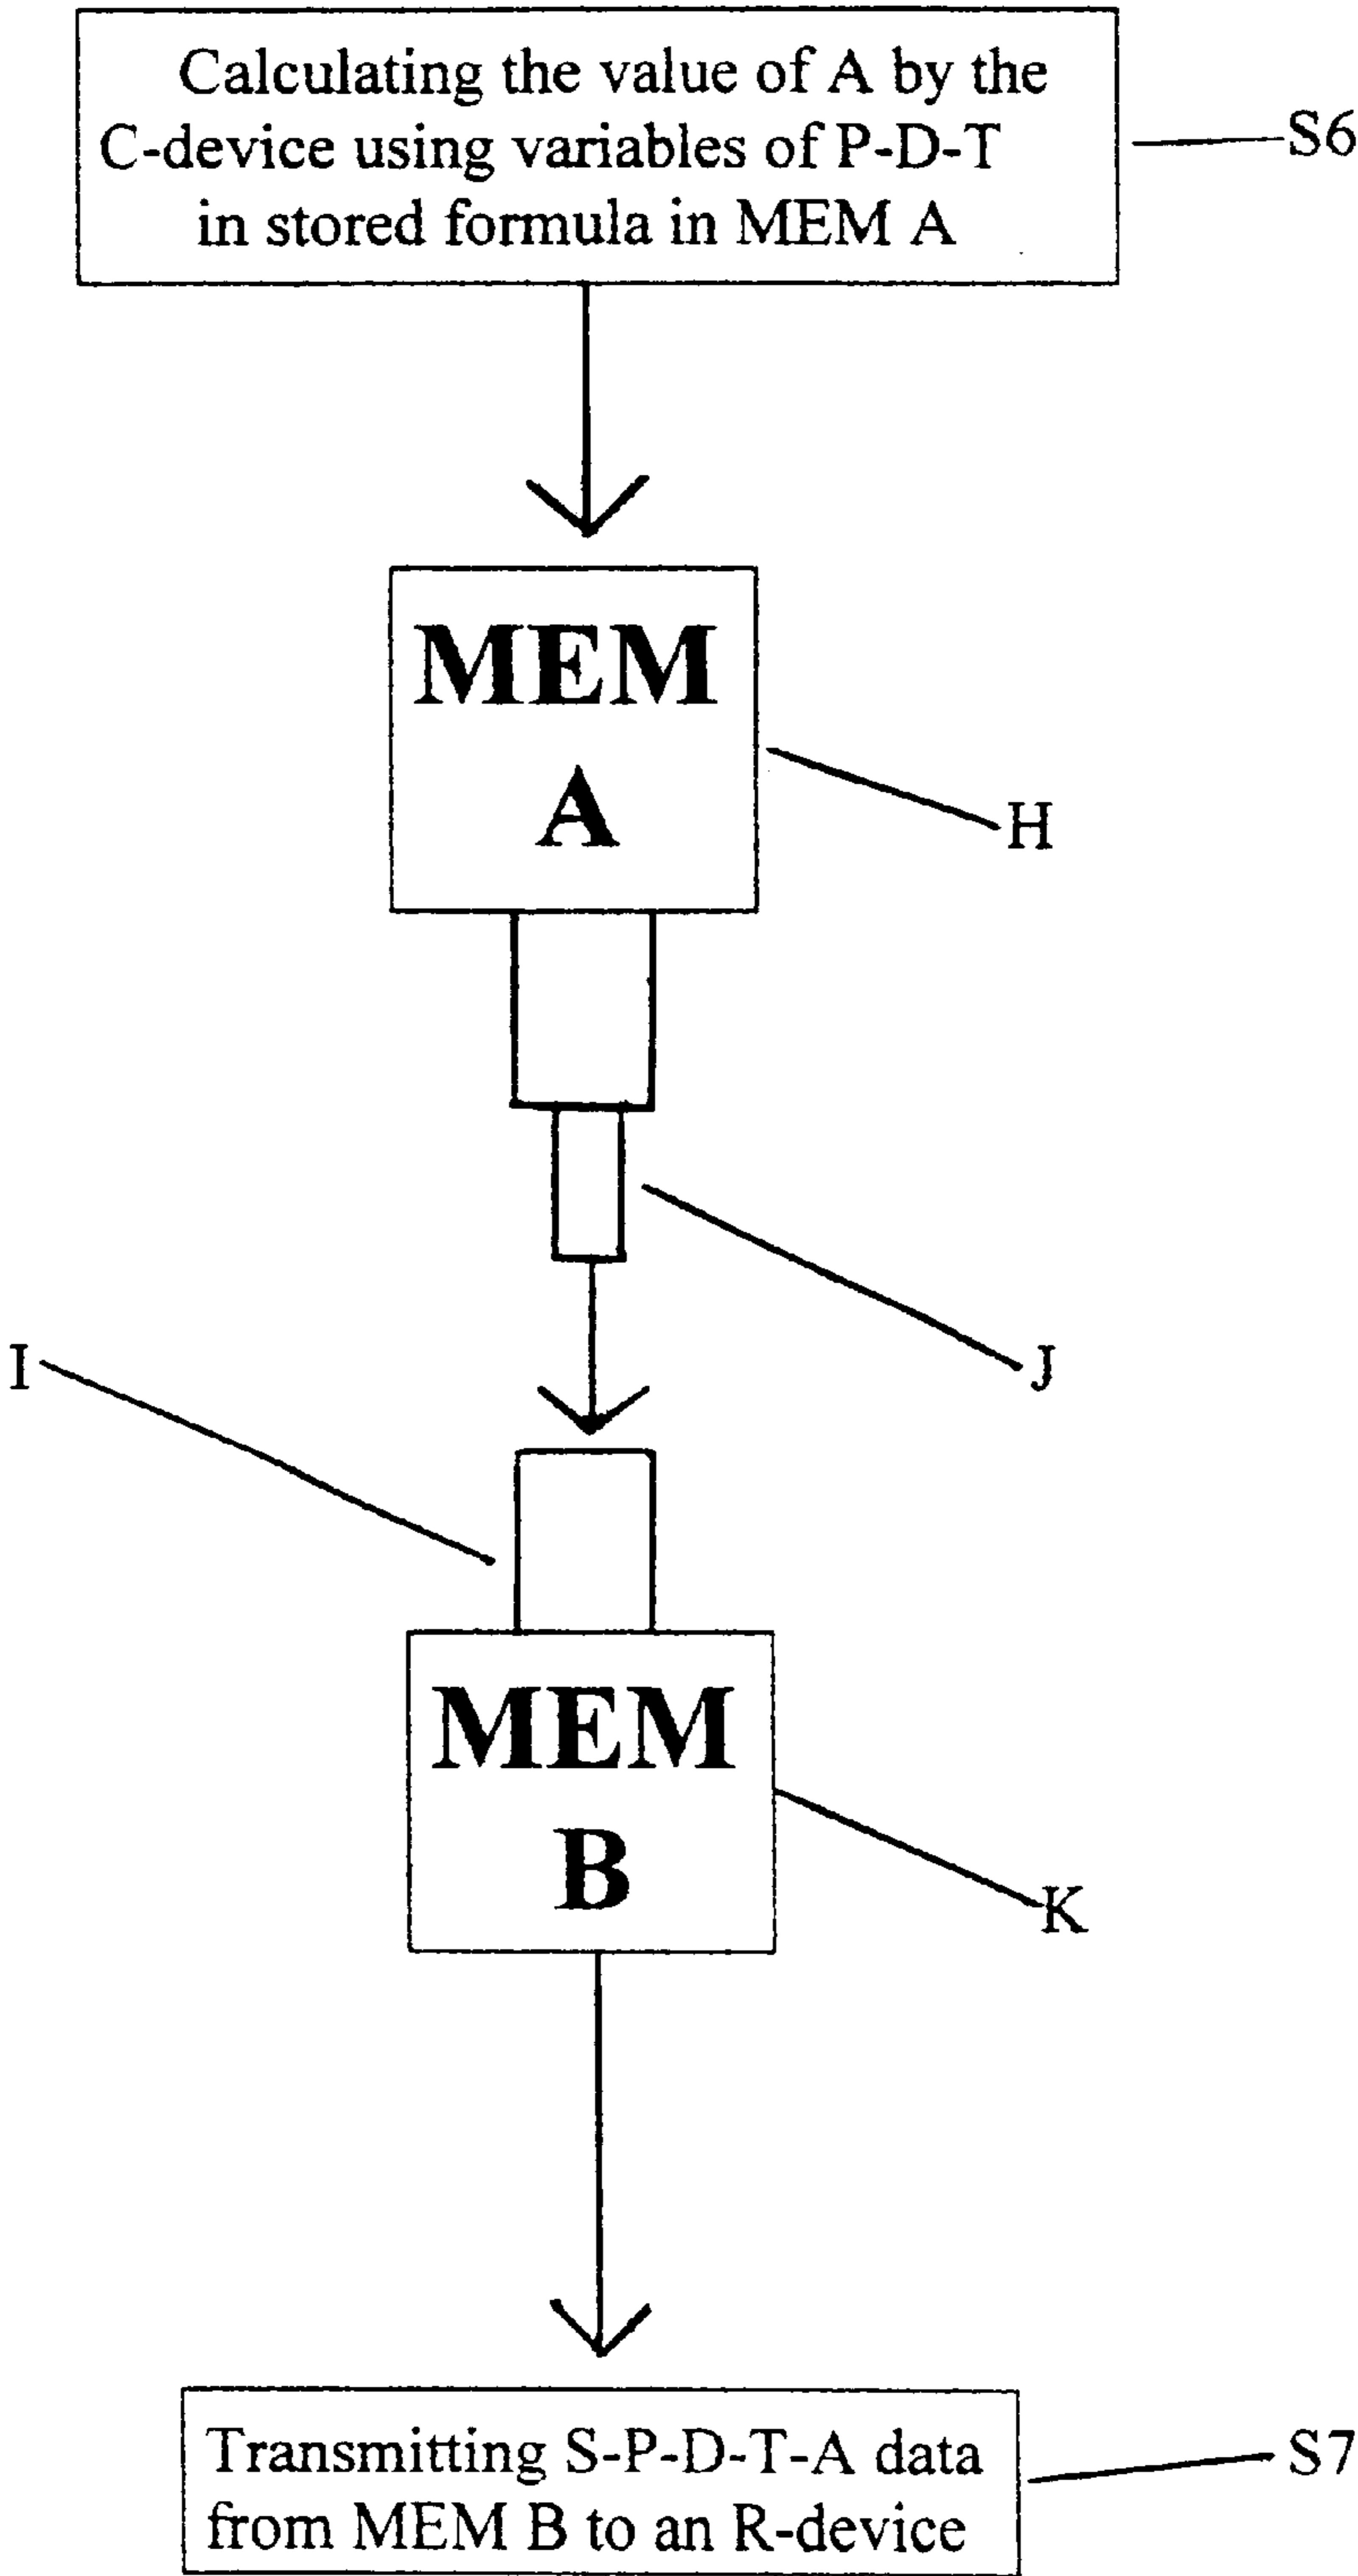 Calculating the value of A by the
C-device using variables of P-D-T
in stored formula in MEM A
S6
MEM
A
H
J
I
MEM
B
K
Transmitting S-P-D-T-A data
from MEM B to an R-device
S7